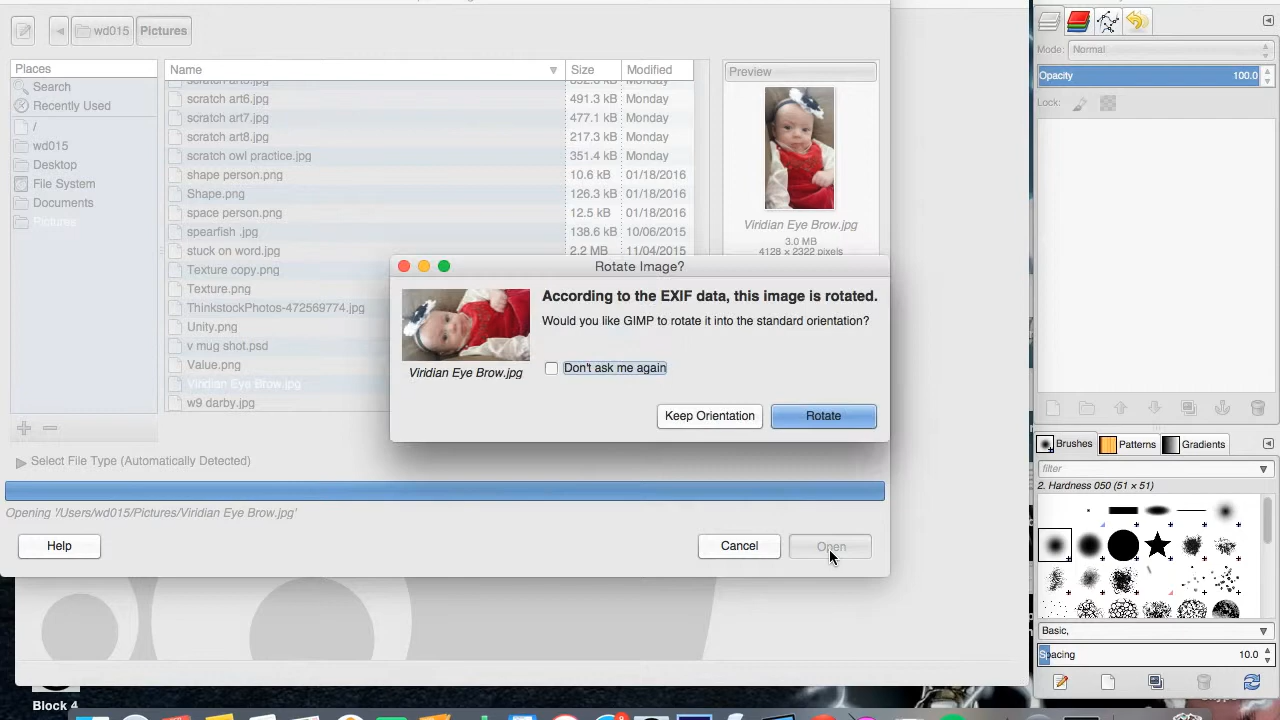 wd015
Pictures
Places
Name
Size
Modified
Preview
Search
Recently Used
/
wd015
Desktop
File System
Documents
Pictures
scratch art6.jpg 491.3 kB Monday
scratch art7.jpg 477.1 kB Monday
scratch art8.jpg 217.3 kB Monday
scratch owl practice.jpg 351.4 kB Monday
shape person.png 10.6 kB 01/18/2016
Shape.png 126.3 kB 01/18/2016
space person.png 12.5 kB 01/18/2016
spearfish .jpg 138.6 kB 10/06/2015
stuck on word.jpg 2.2 MB 11/04/2015
Texture copy.png
Texture.png
ThinkstockPhotos-472569774.jpg
Unity.png
v mug shot.psd
Value.png
Viridian Eye Brow.jpg
w9 darby.jpg
Viridian Eye Brow.jpg
3.0 MB
4128 × 2322 pixels
Rotate Image?
According to the EXIF data, this image is rotated.
Would you like GIMP to rotate it into the standard orientation?
Don't ask me again
Viridian Eye Brow.jpg
Keep Orientation
Rotate
Select File Type (Automatically Detected)
Opening '/Users/wd015/Pictures/Viridian Eye Brow.jpg'
Help
Cancel
Open
Block 4
Mode: Normal
Opacity 100.0
Lock:
Brushes
Patterns
Gradients
filter
2. Hardness 050 (51 × 51)
Basic,
Spacing 10.0